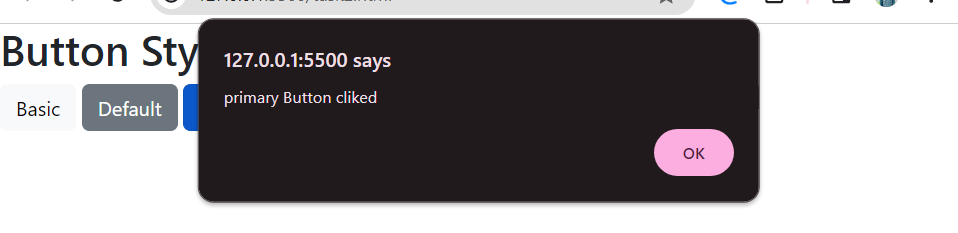 Button Sty
127.0.0.1:5500 says
primary Button cliked
Basic
Default
OK